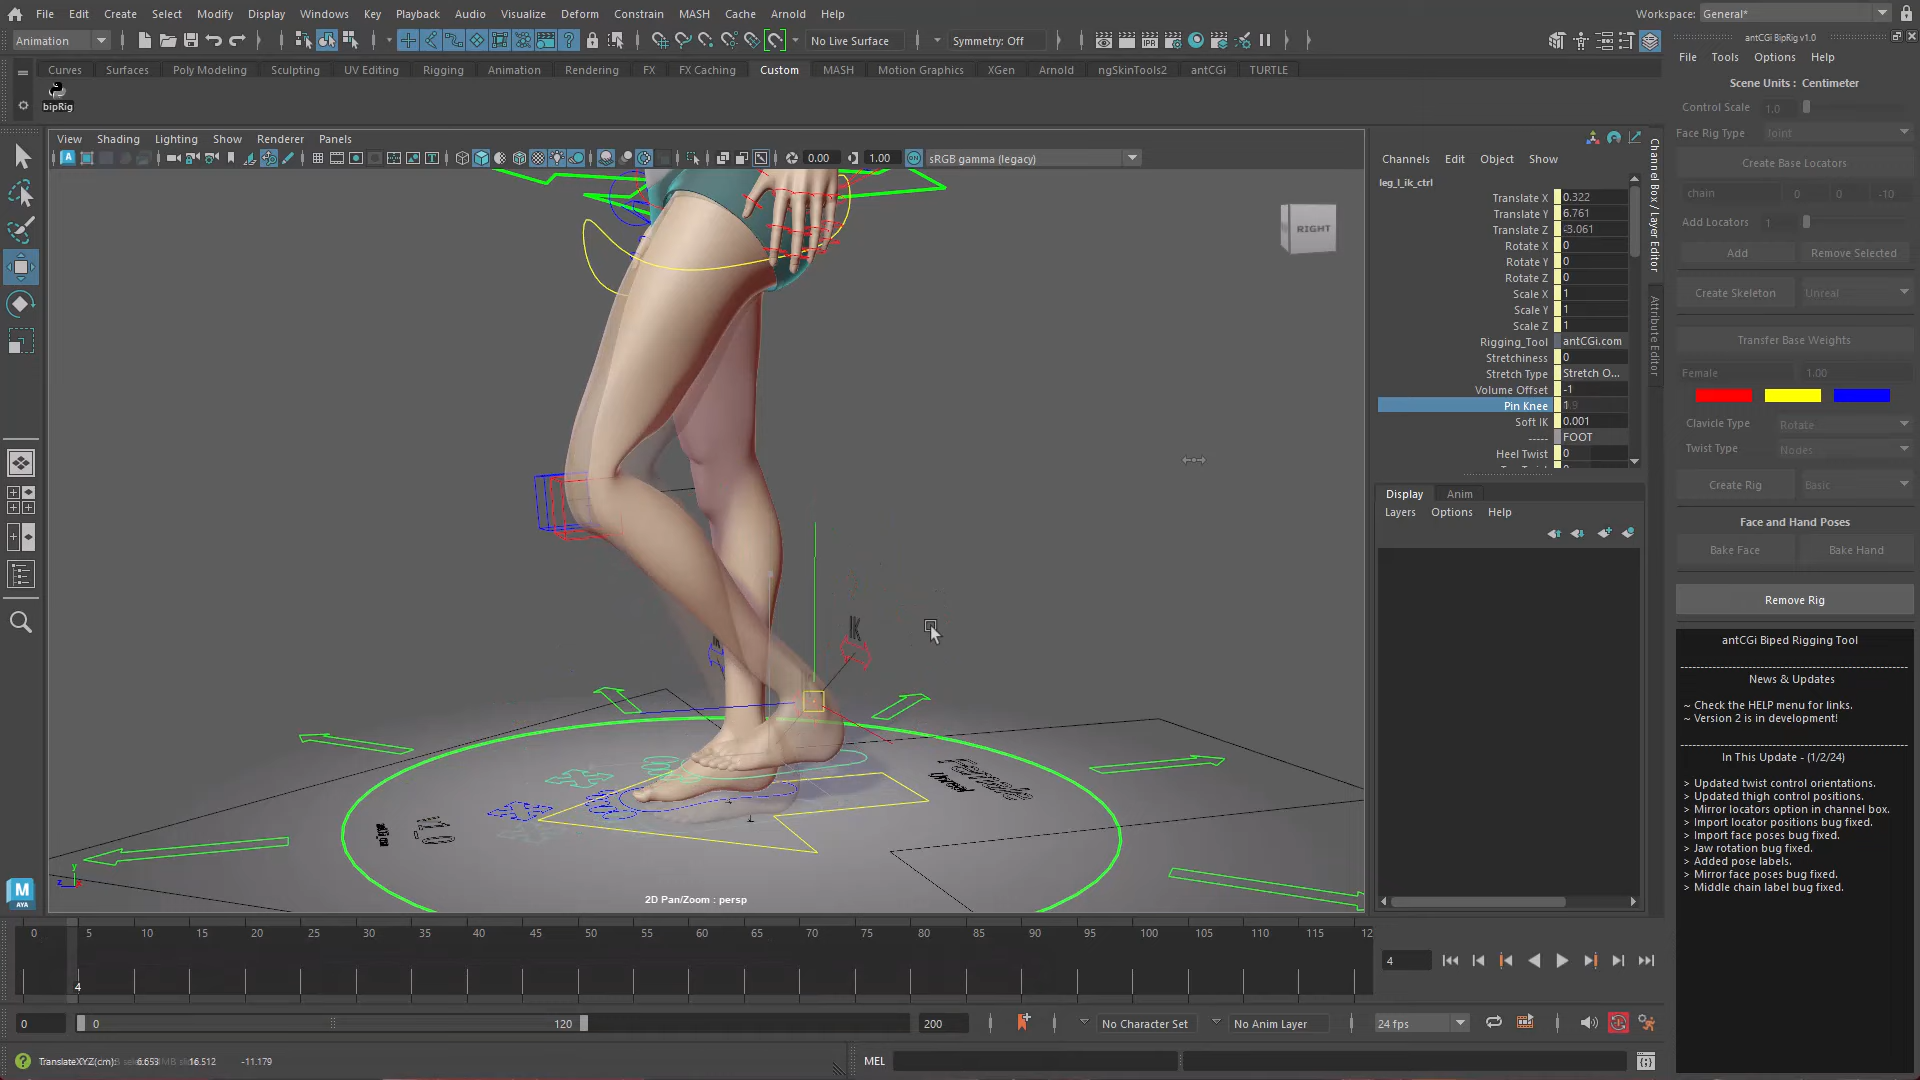 File Edit Create Select Modify Display Windows Key Playback Audio Visualize Deform Constrain MASH Cache Arnold Help
Workspace: General*
Animation
No Live Surface
Symmetry: Off
antCGi BipRig v1.0
File Tools Options Help
Curves Surfaces Poly Modeling Sculpting UV Editing Rigging Animation Rendering FX FX Caching Custom MASH Motion Graphics XGen Arnold ngSkinTools2 antCGi TURTLE
bipRig
View Shading Lighting Show Renderer Panels
0.00
1.00
sRGB gamma (legacy)
RIGHT
IK
2D Pan/Zoom : persp
Channels Edit Object Show
leg_l_ik_ctrl
Translate X 0.322
Translate Y 6.761
Translate Z -3.061
Rotate X 0
Rotate Y 0
Rotate Z 0
Scale X 1
Scale Y 1
Scale Z 1
Rigging_Tool antCGi.com
Stretchiness 0
Stretch Type Stretch O...
Volume Offset -1
Pin Knee
Soft IK 0.001
----- FOOT
Heel Twist 0
Display Anim
Layers Options Help
Channel Box / Layer Editor
Attribute Editor
Scene Units : Centimeter
Control Scale 1.0
Face Rig Type Joint
Create Base Locators
chain 0 0 -10
Add Locators 1
Add Remove Selected
Create Skeleton Unreal
Transfer Base Weights
Female 1.00
Clavicle Type Rotate
Twist Type Nodes
Create Rig Basic
Face and Hand Poses
Bake Face Bake Hand
Remove Rig
antCGi Biped Rigging Tool
News & Updates
~ Check the HELP menu for links.
~ Version 2 is in development!
In This Update - (1/2/24)
> Updated twist control orientations.
> Updated thigh control positions.
> Mirror locators option in channel box.
> Import locator positions bug fixed.
> Import face poses bug fixed.
> Jaw rotation bug fixed.
> Added pose labels.
> Mirror face poses bug fixed.
> Middle chain label bug fixed.
0 5 10 15 20 25 30 35 40 45 50 55 60 65 70 75 80 85 90 95 100 105 110 115 12
4
4
0 0 120 200
No Character Set
No Anim Layer
24 fps
TranslateXYZ(cm): 6.653 16.512 -11.179
MEL
M
AYA